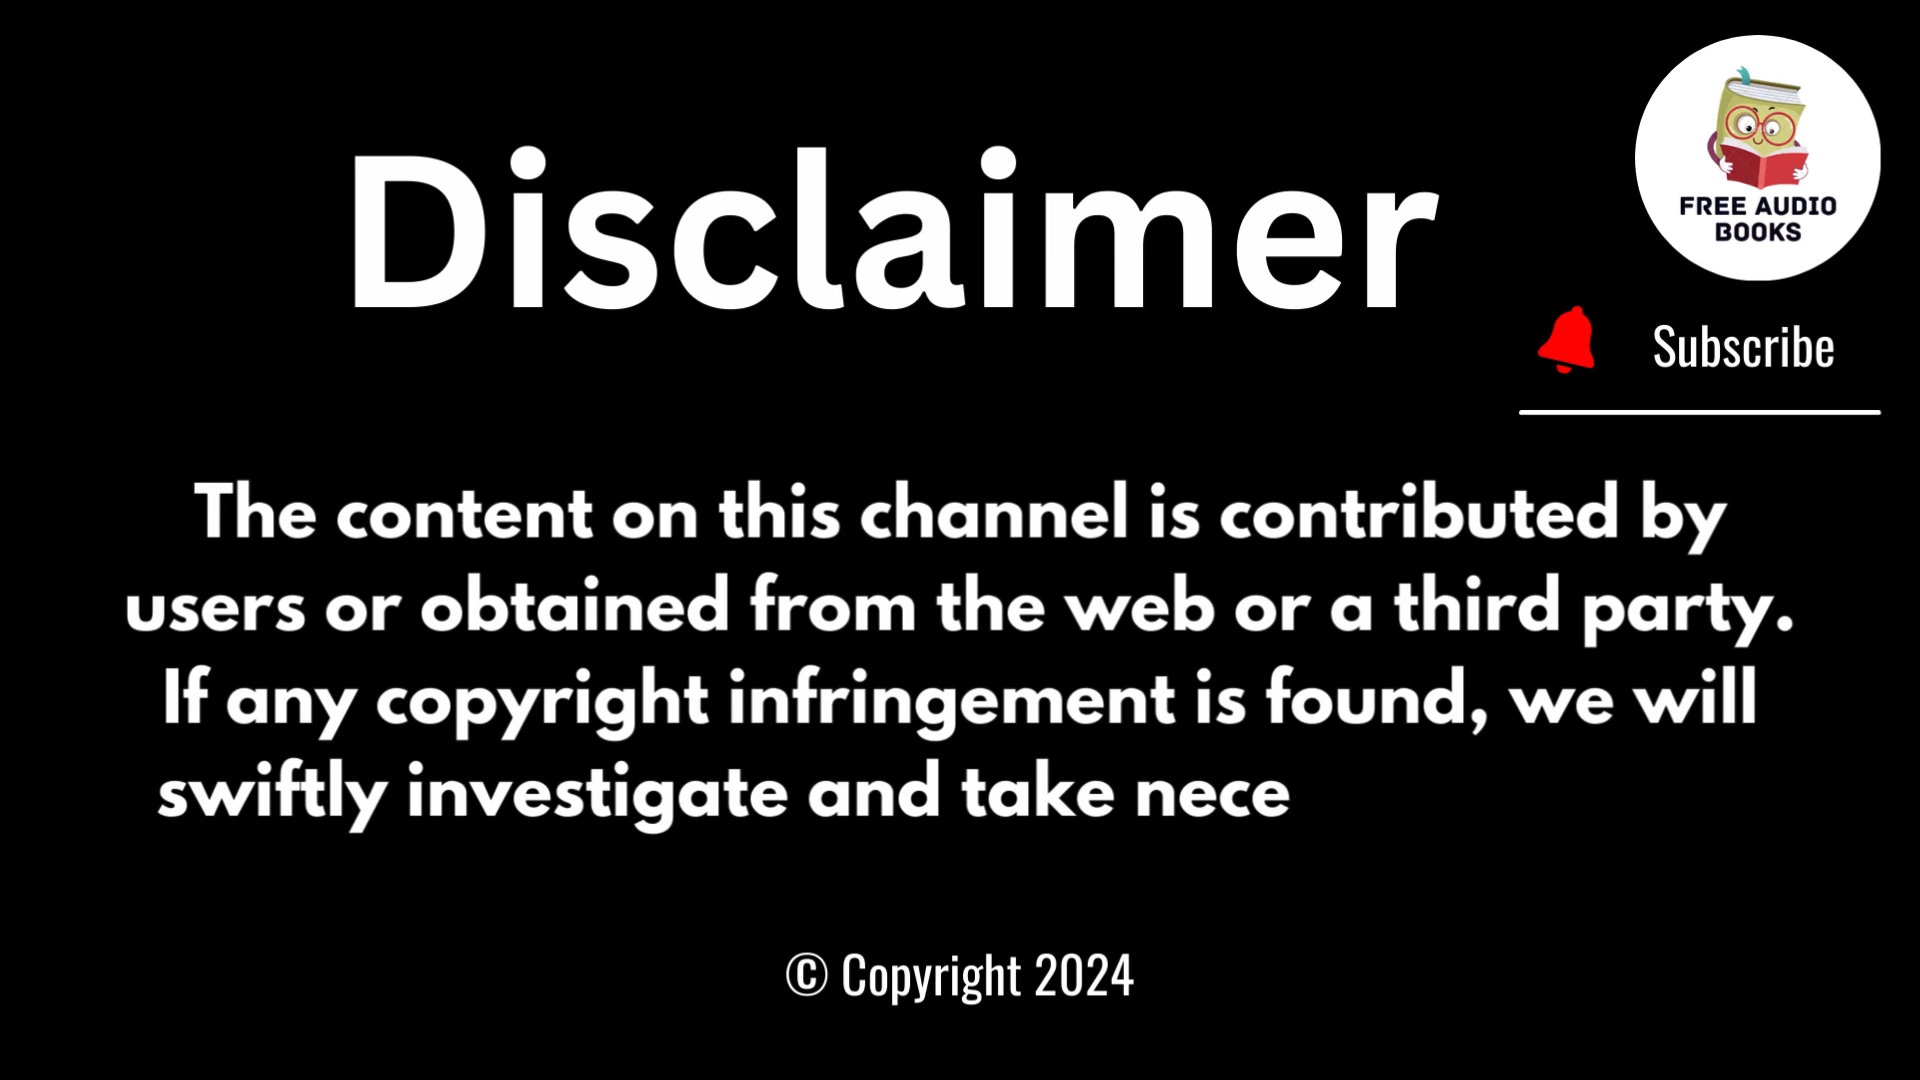 Disclaimer
FREE AUDIO
BOOKS
Subscribe
The content on this channel is contributed by
users or obtained from the web or a third party.
If any copyright infringement is found, we will
swiftly investigate and take nece
© Copyright 2024